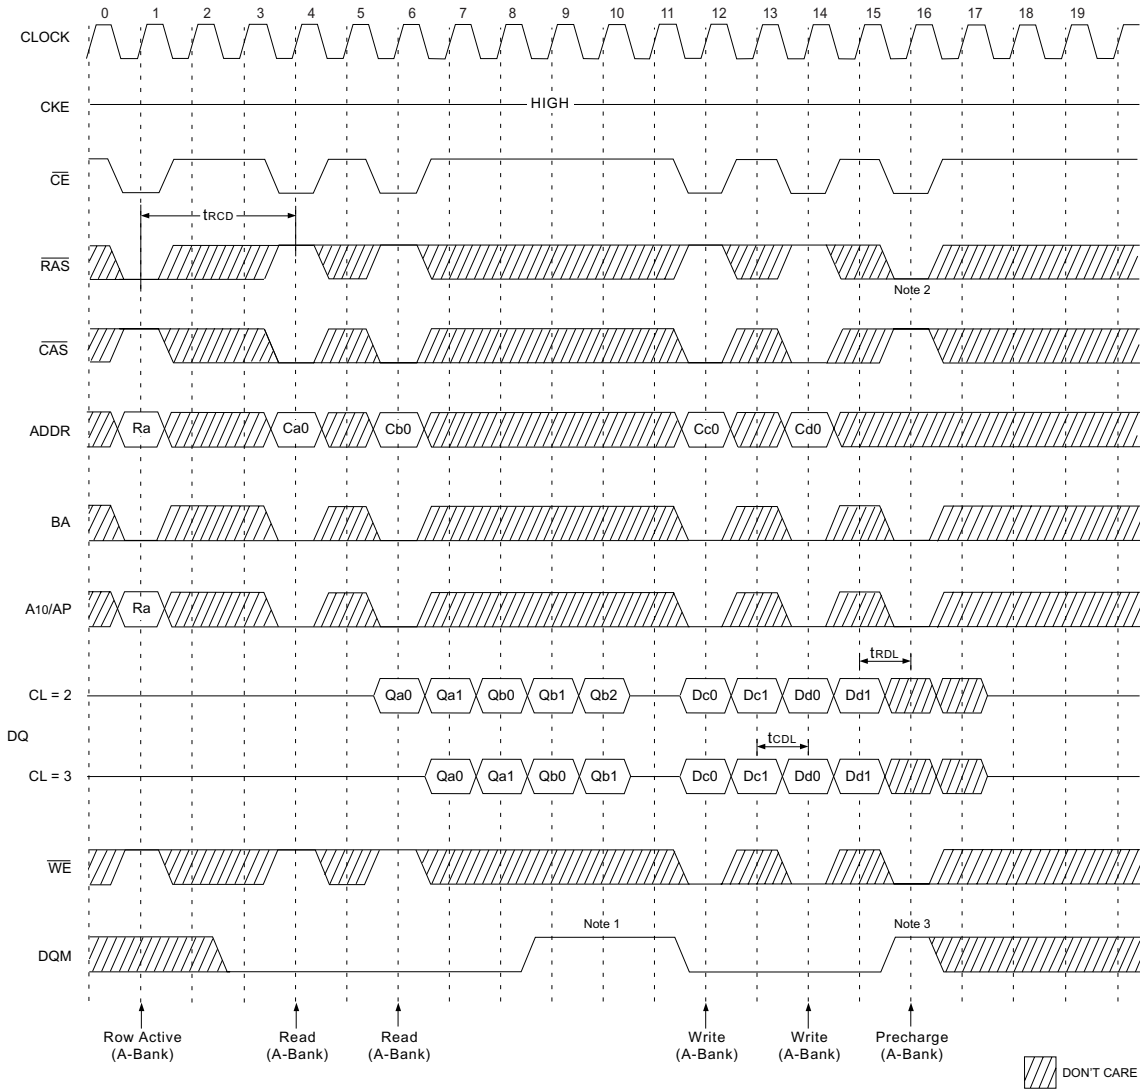 0 1 2 3 4 5 6 7 8 9 10 11 12 13 14 15 16 17 18 19
CLOCK
CKE HIGH
CE
tRCD
RAS
Note 2
CAS
ADDR Ra Ca0 Cb0 Cc0 Cd0
BA
A10/AP Ra
tRDL
CL = 2 Qa0 Qa1 Qb0 Qb1 Qb2 Dc0 Dc1 Dd0 Dd1
DQ
tCDL
CL = 3 Qa0 Qa1 Qb0 Qb1 Dc0 Dc1 Dd0 Dd1
WE
Note 1 Note 3
DQM
Row Active Read Read Write Write Precharge
(A-Bank) (A-Bank) (A-Bank) (A-Bank) (A-Bank) (A-Bank)
DON'T CARE